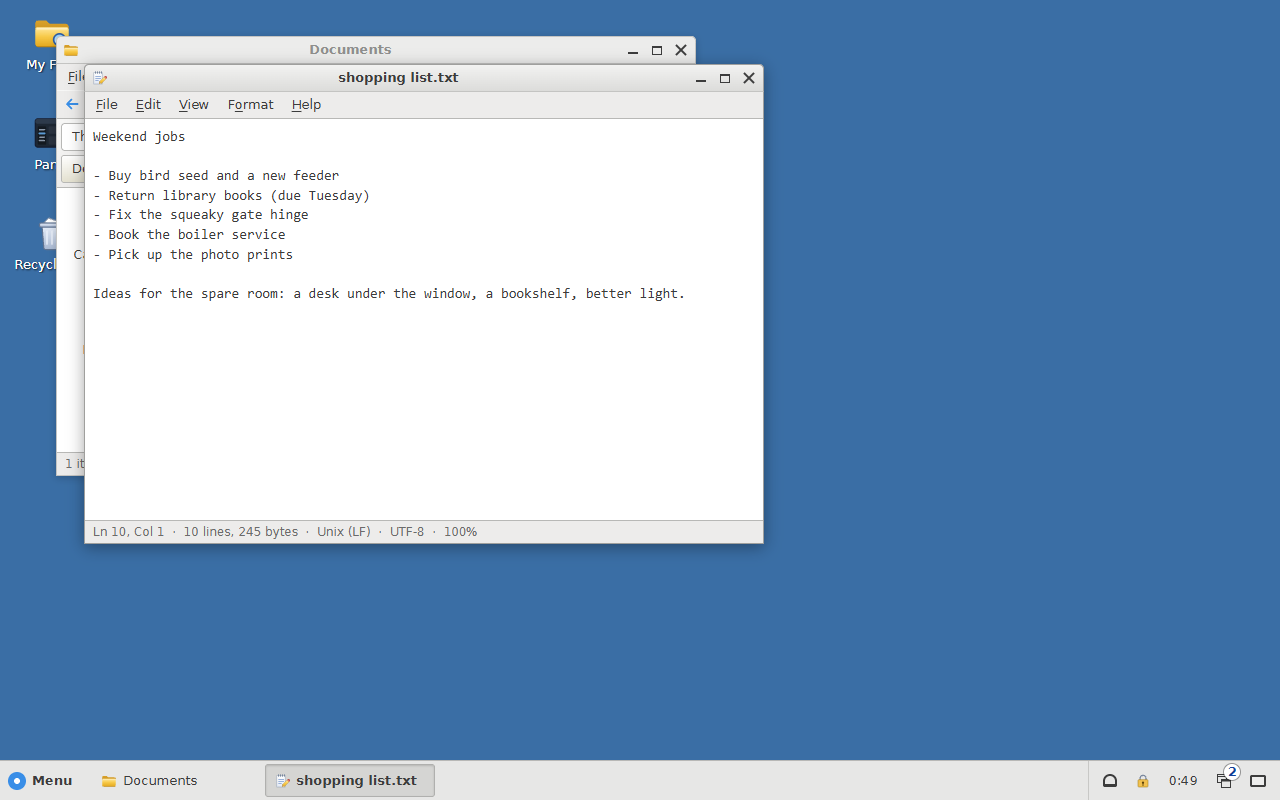 My
Documents
shopping list.txt
File Edit View Format Help
Weekend jobs
- Buy bird seed and a new feeder
- Return library books (due Tuesday)
- Fix the squeaky gate hinge
- Book the boiler service
- Pick up the photo prints
Ideas for the spare room: a desk under the window, a bookshelf, better light.
Ln 10, Col 1 · 10 lines, 245 bytes · Unix (LF) · UTF-8 · 100%
Menu Documents shopping list.txt 0:49 2